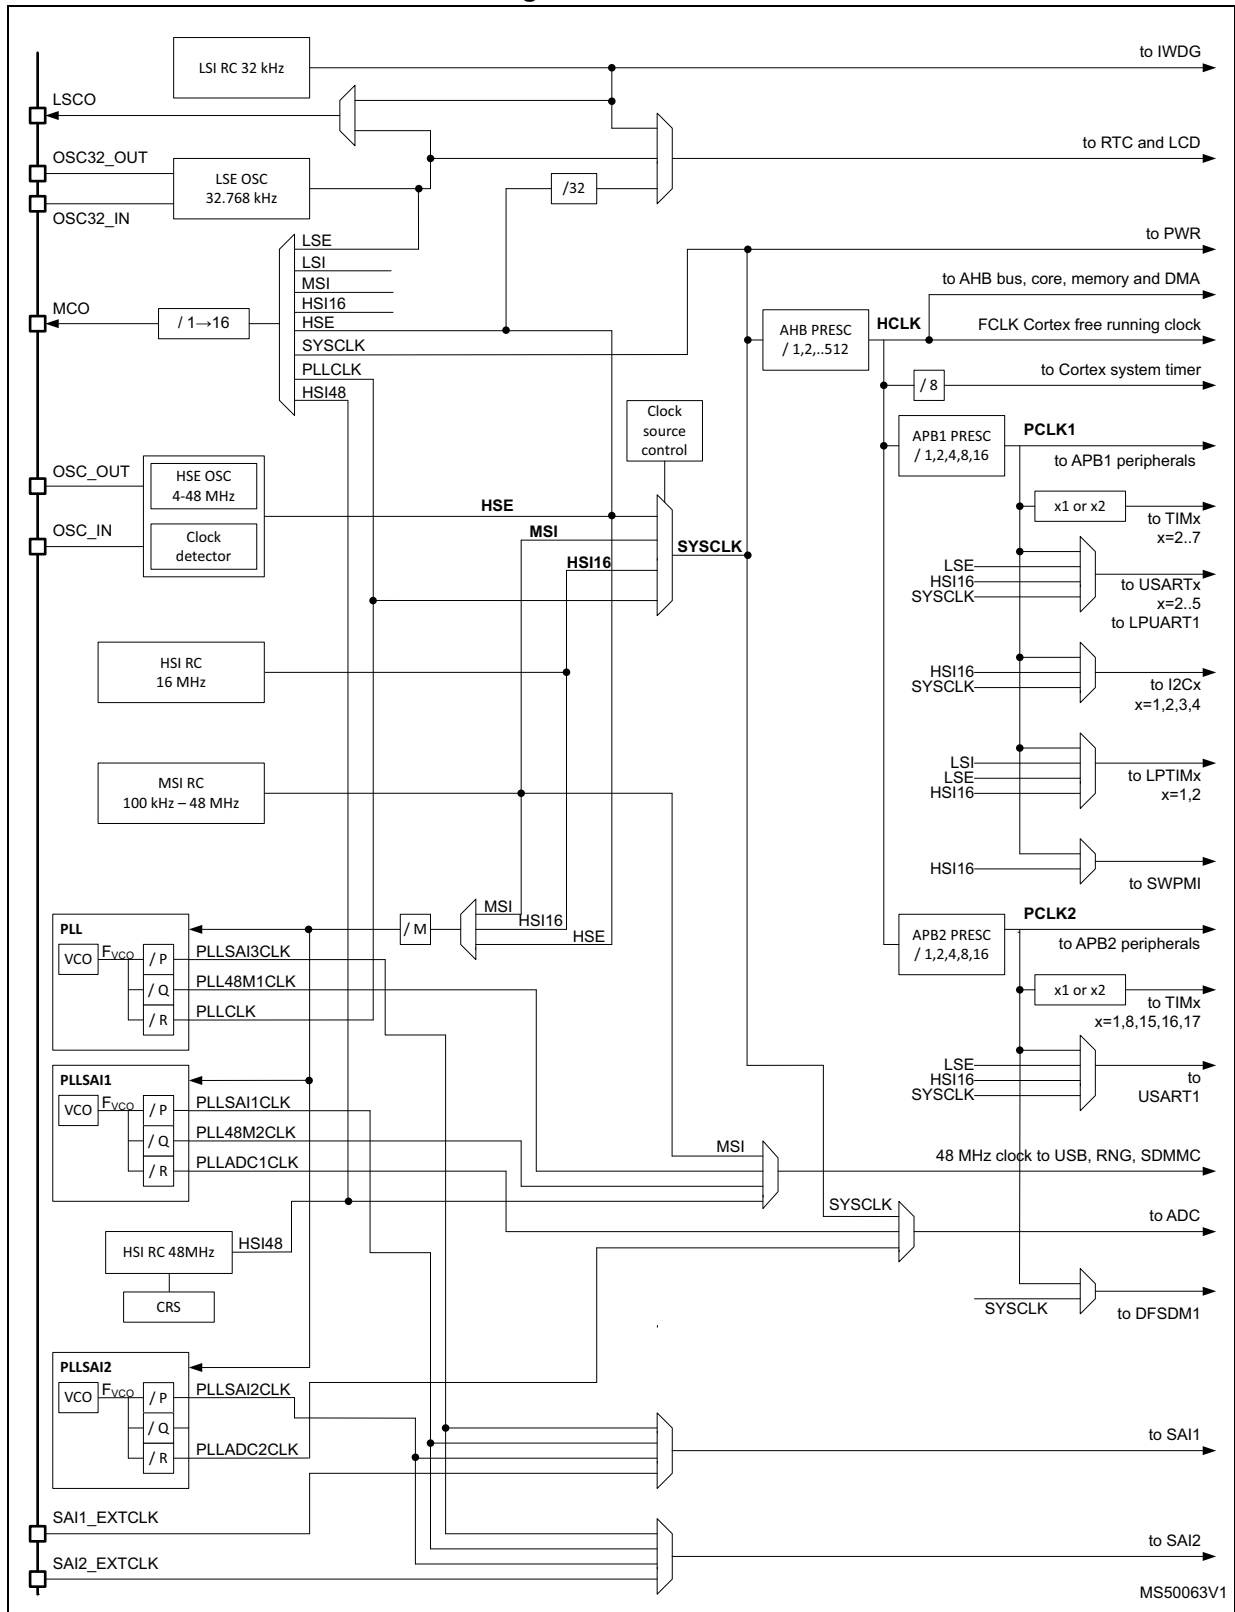 LSI RC 32 kHz
to IWDG
LSCO
OSC32_OUT
to RTC and LCD
LSE OSC
32.768 kHz
/32
OSC32_IN
LSE
to PWR
LSI
MSI
to AHB bus, core, memory and DMA
HSI16
MCO
/ 1→16
HSE
AHB PRESC
/ 1,2,..512
HCLK
FCLK Cortex free running clock
SYSCLK
PLLCLK
to Cortex system timer
/ 8
HSI48
Clock
source
control
APB1 PRESC
/ 1,2,4,8,16
PCLK1
to APB1 peripherals
OSC_OUT
HSE OSC
4-48 MHz
HSE
x1 or x2
to TIMx
x=2..7
OSC_IN
Clock
detector
MSI
SYSCLK
HSI16
LSE
HSI16
SYSCLK
to USARTx
x=2..5
to LPUART1
HSI RC
16 MHz
HSI16
SYSCLK
to I2Cx
x=1,2,3,4
MSI RC
100 kHz – 48 MHz
LSI
LSE
HSI16
to LPTIMx
x=1,2
HSI16
to SWPMI
MSI
HSI16
HSE
/ M
PLL
VCO
FVCO
/ P
PLLSAI3CLK
/ Q
PLL48M1CLK
/ R
PLLCLK
APB2 PRESC
/ 1,2,4,8,16
PCLK2
to APB2 peripherals
x1 or x2
to TIMx
x=1,8,15,16,17
PLLSAI1
VCO
FVCO
/ P
PLLSAI1CLK
/ Q
PLL48M2CLK
/ R
PLLADC1CLK
LSE
HSI16
SYSCLK
to
USART1
MSI
48 MHz clock to USB, RNG, SDMMC
SYSCLK
to ADC
HSI RC 48MHz
HSI48
CRS
SYSCLK
to DFSDM1
PLLSAI2
VCO
FVCO
/ P
PLLSAI2CLK
/ Q
/ R
PLLADC2CLK
to SAI1
SAI1_EXTCLK
to SAI2
SAI2_EXTCLK
MS50063V1